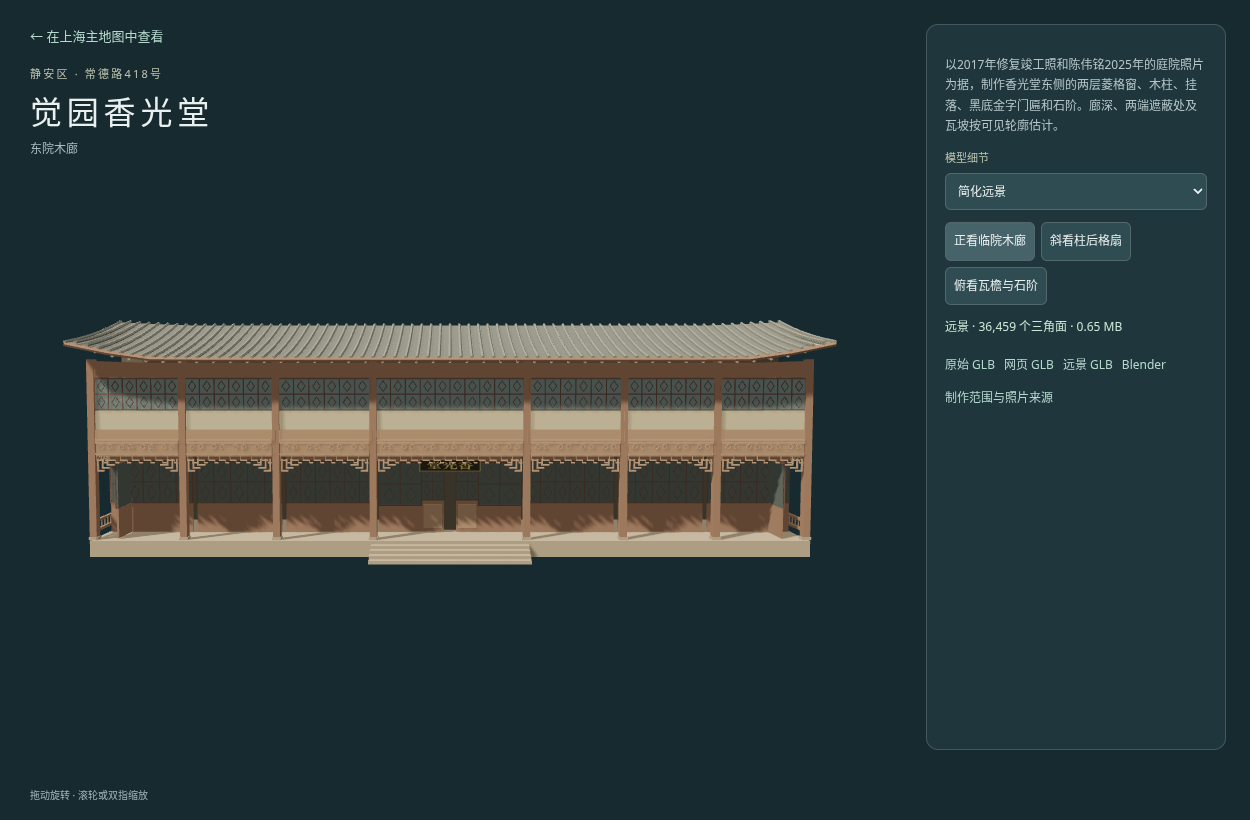 ← 在上海主地图中查看
静安区 · 常德路418号
觉园香光堂
东院木廊
堂光香
拖动旋转 · 滚轮或双指缩放
以2017年修复竣工照和陈伟铭2025年的庭院照片
为据，制作香光堂东侧的两层菱格窗、木柱、挂
落、黑底金字门匾和石阶。廊深、两端遮蔽处及
瓦坡按可见轮廓估计。
模型细节
简化远景
正看临院木廊
斜看柱后格扇
俯看瓦檐与石阶
远景 · 36,459 个三角面 · 0.65 MB
原始 GLB 网页 GLB 远景 GLB Blender
制作范围与照片来源